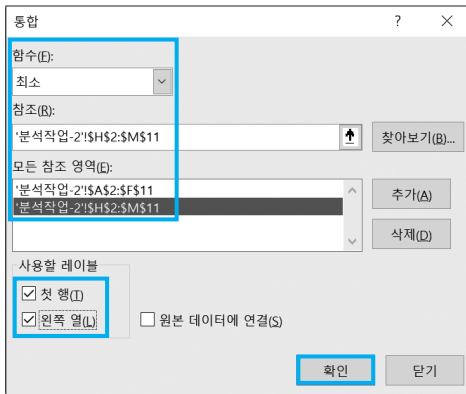 통합 ? ×
함수(F):
최소
참조(R):
'분석작업-2'!$H$2:$M$11 찾아보기(B)...
모든 참조 영역(E):
'분석작업-2'!$A$2:$F$11 추가(A)
'분석작업-2'!$H$2:$M$11
삭제(D)
사용할 레이블
첫 행(T)
왼쪽 열(L) 원본 데이터에 연결(S)
확인 닫기